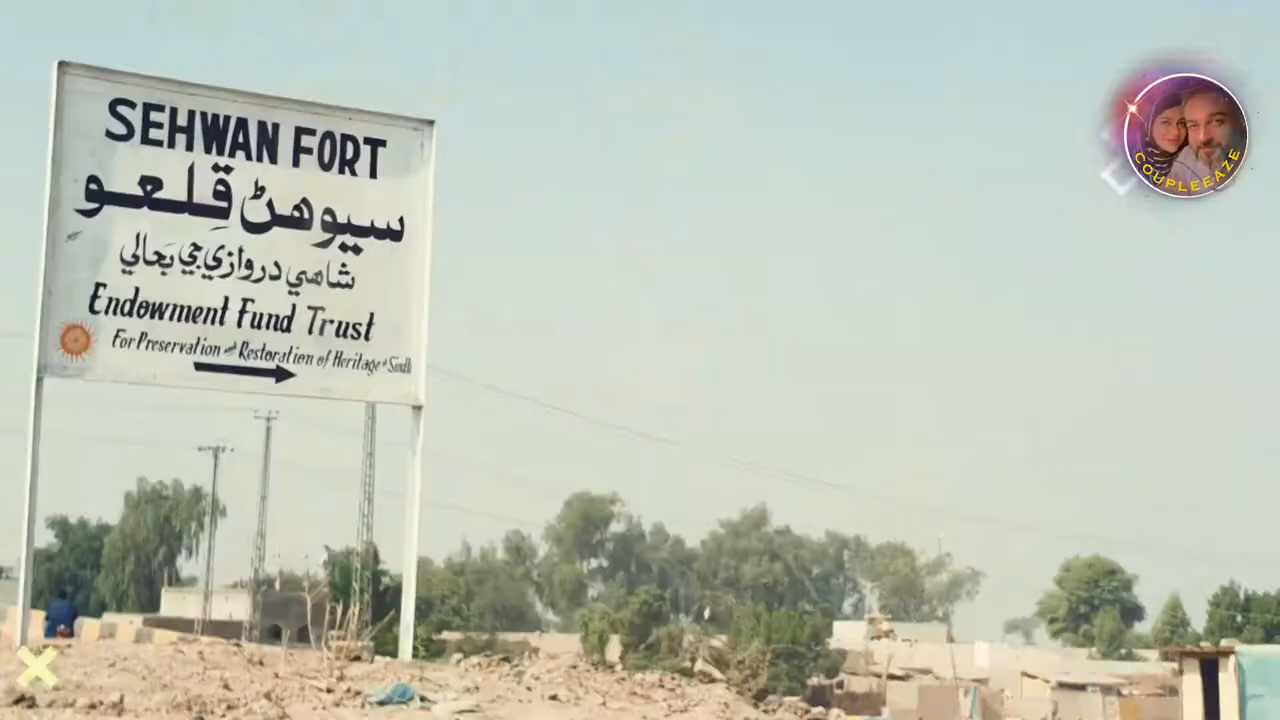 SEHWAN FORT
سيوهڻ قلعو
شاهي دروازي جي بحالي
Endowment Fund Trust
For Preservation and Restoration of Heritage of Sindh
COUPLEEAZE